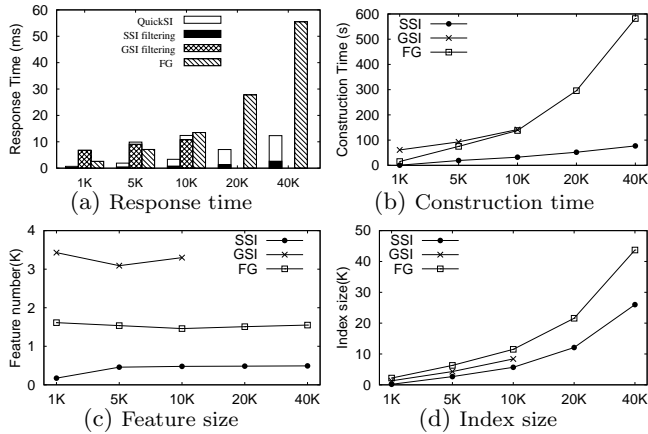 60
50
40
30
20
10
0
Response Time (ms)
QuickSI
SSI filtering
GSI filtering
FG
1K 5K 10K 20K 40K
(a) Response time
600
500
400
300
200
100
0
Construction Time (s)
SSI
GSI
FG
1K 5K 10K 20K 40K
(b) Construction time
4
3
2
1
0
Feature number(K)
SSI
GSI
FG
1K 5K 10K 20K 40K
(c) Feature size
50
40
30
20
10
0
Index size(K)
SSI
GSI
FG
1K 5K 10K 20K 40K
(d) Index size